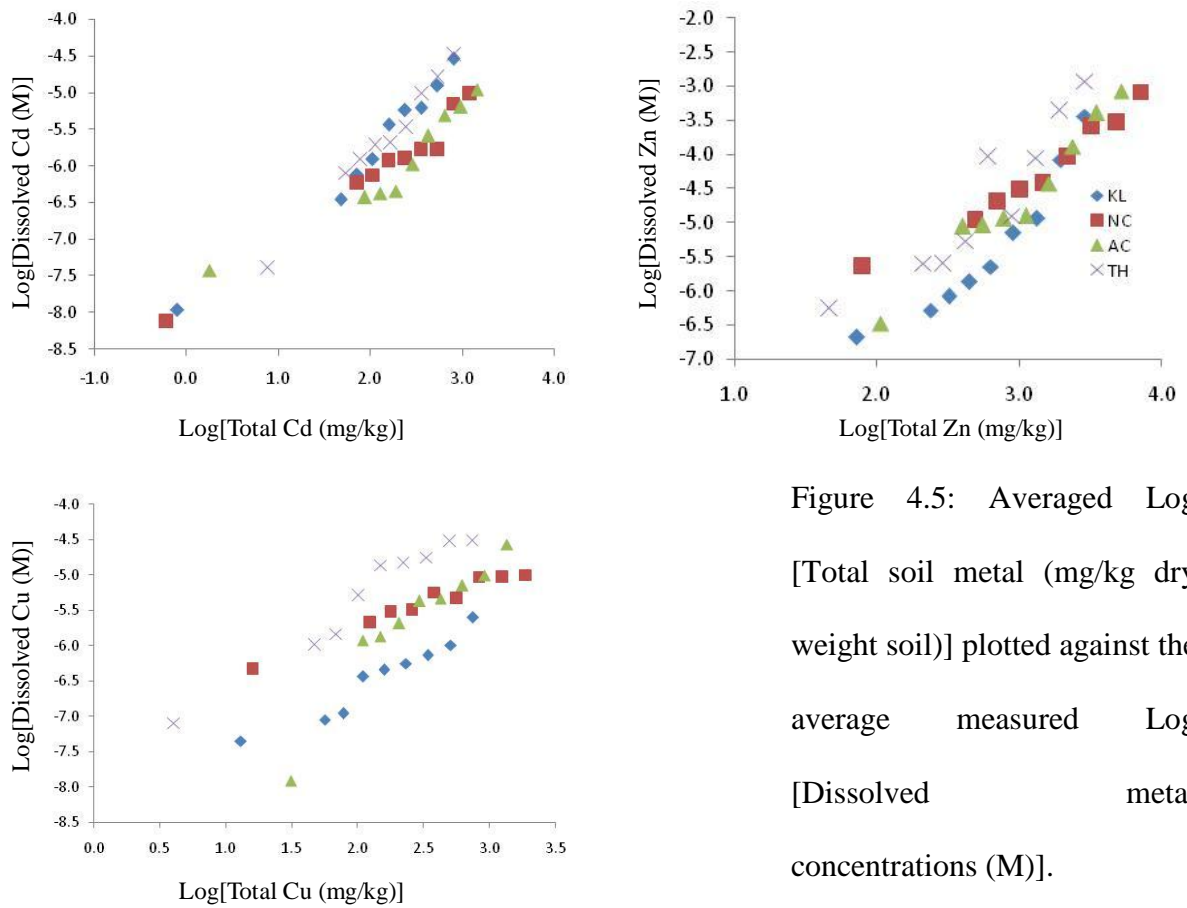 -4.0
-4.5
-5.0
-5.5
-6.0
-6.5
-7.0
-7.5
-8.0
-8.5
Log[Dissolved Cd (M)]
-1.0 0.0 1.0 2.0 3.0 4.0
Log[Total Cd (mg/kg)]
-2.0
-2.5
-3.0
-3.5
-4.0
-4.5
-5.0
-5.5
-6.0
-6.5
-7.0
Log[Dissolved Zn (M)]
KL
NC
AC
TH
1.0 2.0 3.0 4.0
Log[Total Zn (mg/kg)]
-4.0
-4.5
-5.0
-5.5
-6.0
-6.5
-7.0
-7.5
-8.0
-8.5
Log[Dissolved Cu (M)]
0.0 0.5 1.0 1.5 2.0 2.5 3.0 3.5
Log[Total Cu (mg/kg)]
Figure 4.5: Averaged Log
[Total soil metal (mg/kg dry
weight soil)] plotted against the
average measured Log
[Dissolved meta
concentrations (M)].